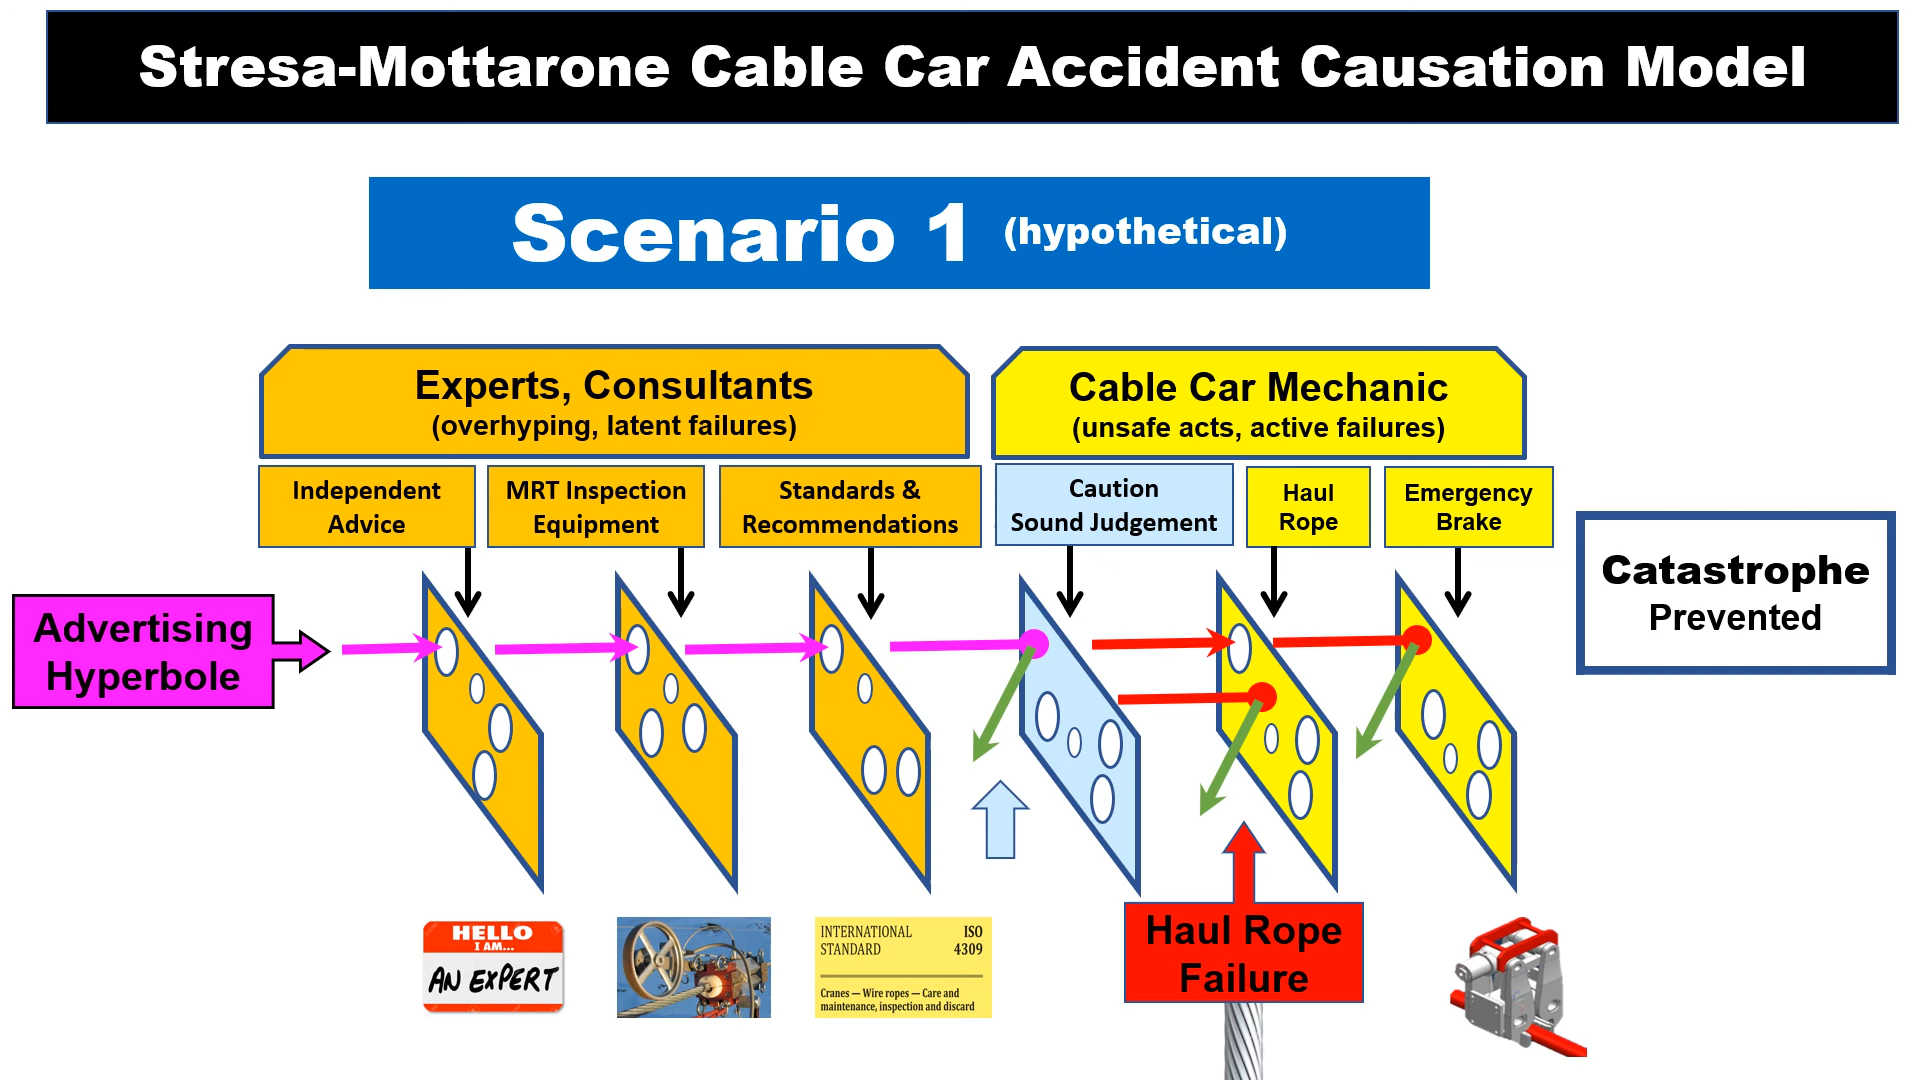 Stresa-Mottarone Cable Car Accident Causation Model
Scenario 1 (hypothetical)
Experts, Consultants
(overhyping, latent failures)
Cable Car Mechanic
(unsafe acts, active failures)
Independent
Advice
MRT Inspection
Equipment
Standards &
Recommendations
Caution
Sound Judgement
Haul
Rope
Emergency
Brake
Catastrophe
Prevented
Advertising
Hyperbole
HELLO
I AM...
AN EXPERT
INTERNATIONAL
STANDARD
ISO
4309
Cranes — Wire ropes — Care and
maintenance, inspection and discard
Haul Rope
Failure